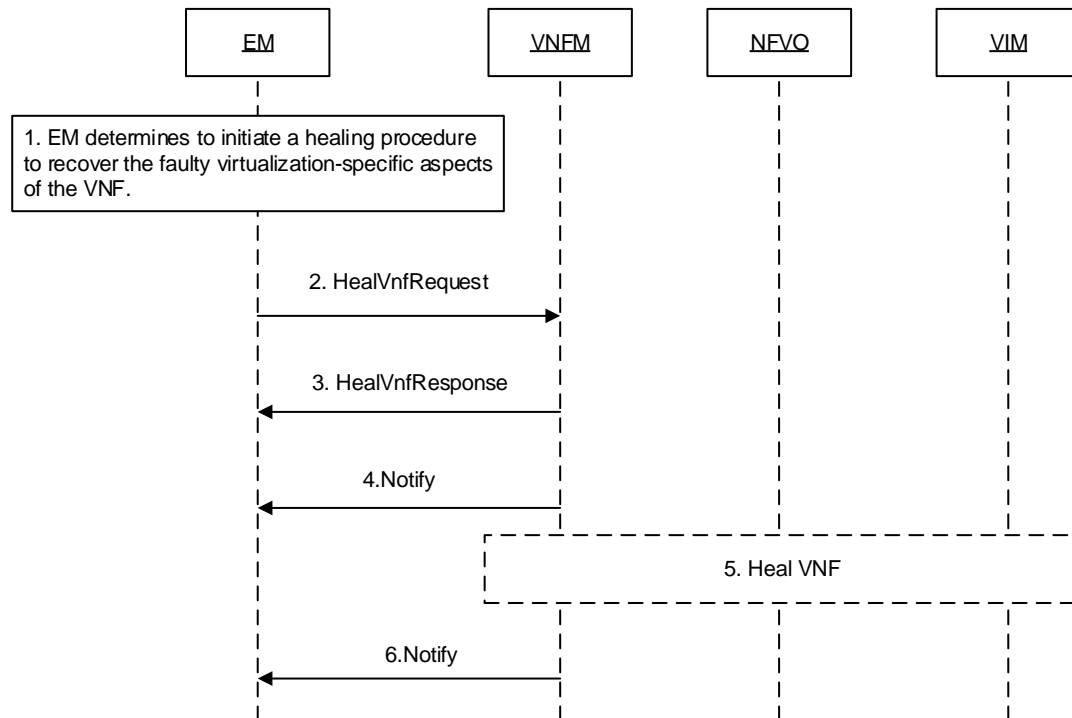 EM
VNFM
NFVO
VIM
1. EM determines to initiate a healing procedure
to recover the faulty virtualization-specific aspects
of the VNF.
2. HealVnfRequest
3. HealVnfResponse
4.Notify
5. Heal VNF
6.Notify